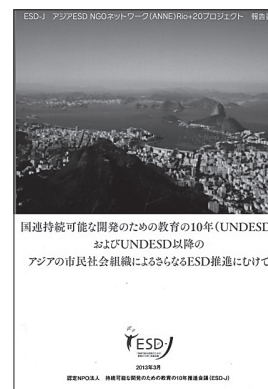 ESD-J アジアESD NGOネットワーク(ANNE)Rio+20プロジェクト 報告書
国連持続可能な開発のための教育の10年(UNDESD)
およびUNDESD以降の
アジアの市民社会組織によるさらなるESD推進にむけて
ESD-J
2013年3月
認定NPO法人 持続可能な開発のための教育の10年推進会議(ESD-J)